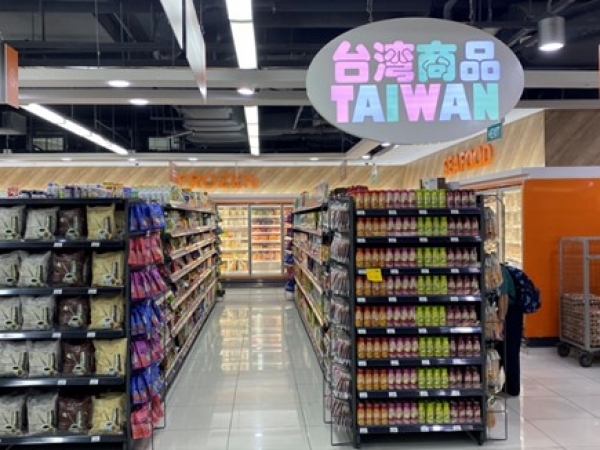 台湾商品
TAIWAN
FROZEN
SEAFOOD